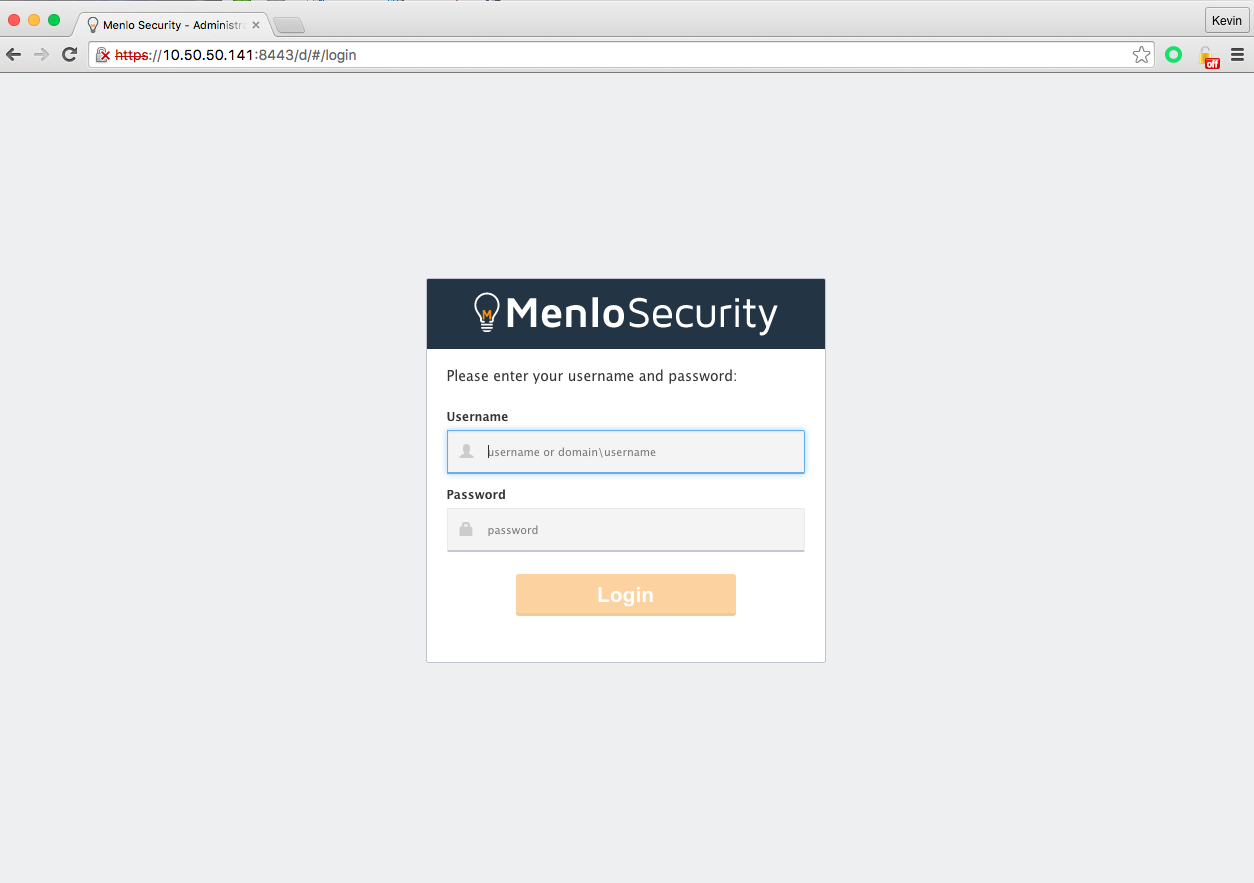 Menlo Security - Administra
Kevin
https://10.50.50.141:8443/d/#/login
off
M
MenloSecurity
Please enter your username and password:
Username
username or domain\username
Password
password
Login